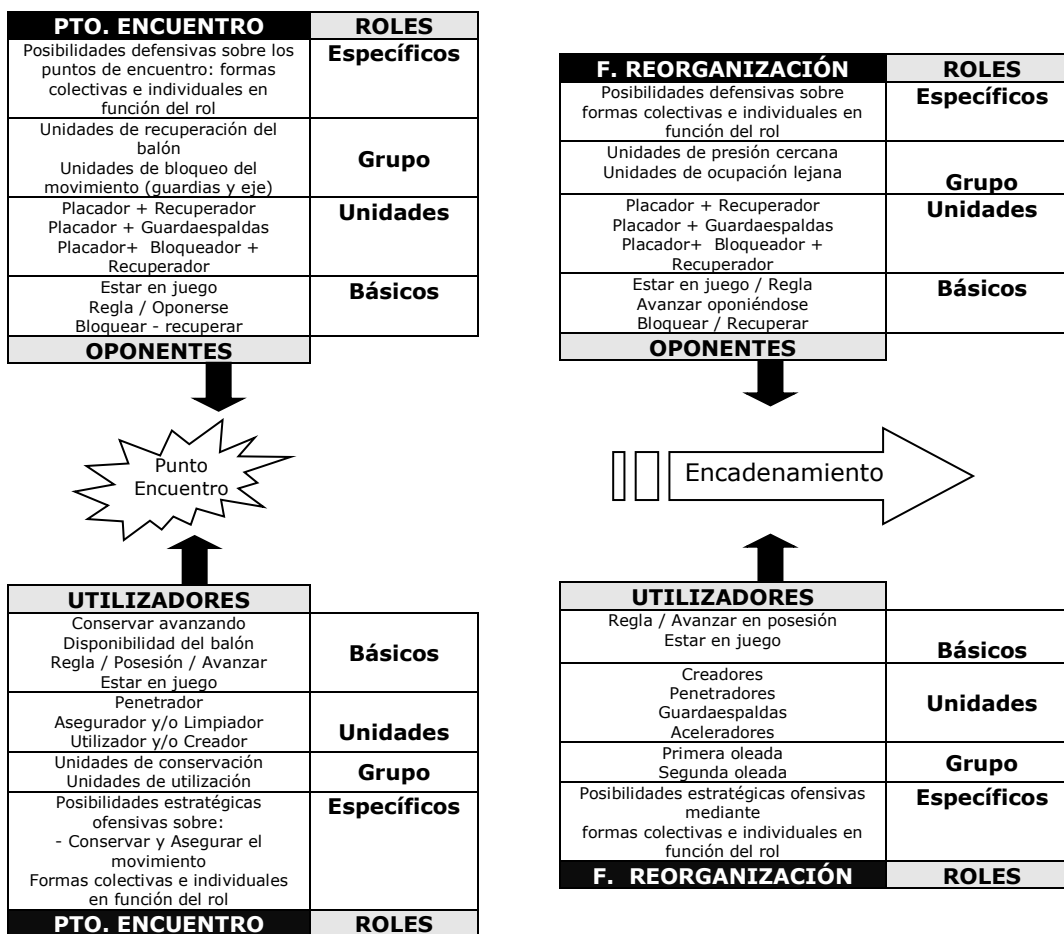 PTO. ENCUENTRO ROLES
Posibilidades defensivas sobre los
puntos de encuentro: formas
colectivas e individuales en
función del rol
Específicos
Unidades de recuperación del
balón
Unidades de bloqueo del
movimiento (guardias y eje)
Grupo
Placador + Recuperador
Placador + Guardaespaldas
Placador+ Bloqueador +
Recuperador
Unidades
Estar en juego
Regla / Oponerse
Bloquear - recuperar
Básicos
OPONENTES
Punto
Encuentro
UTILIZADORES
Conservar avanzando
Disponibilidad del balón
Regla / Posesión / Avanzar
Estar en juego
Básicos
Penetrador
Asegurador y/o Limpiador
Utilizador y/o Creador
Unidades
Unidades de conservación
Unidades de utilización
Grupo
Posibilidades estratégicas
ofensivas sobre:
- Conservar y Asegurar el
movimiento
Formas colectivas e individuales
en función del rol
Específicos
PTO. ENCUENTRO ROLES
F. REORGANIZACIÓN ROLES
Posibilidades defensivas sobre
formas colectivas e individuales en
función del rol
Específicos
Unidades de presión cercana
Unidades de ocupación lejana
Grupo
Placador + Recuperador
Placador + Guardaespaldas
Placador+ Bloqueador +
Recuperador
Unidades
Estar en juego / Regla
Avanzar oponiéndose
Bloquear / Recuperar
Básicos
OPONENTES
Encadenamiento
UTILIZADORES
Regla / Avanzar en posesión
Estar en juego
Básicos
Creadores
Penetradores
Guardaespaldas
Aceleradores
Unidades
Primera oleada
Segunda oleada
Grupo
Posibilidades estratégicas ofensivas
mediante
formas colectivas e individuales en
función del rol
Específicos
F. REORGANIZACIÓN ROLES